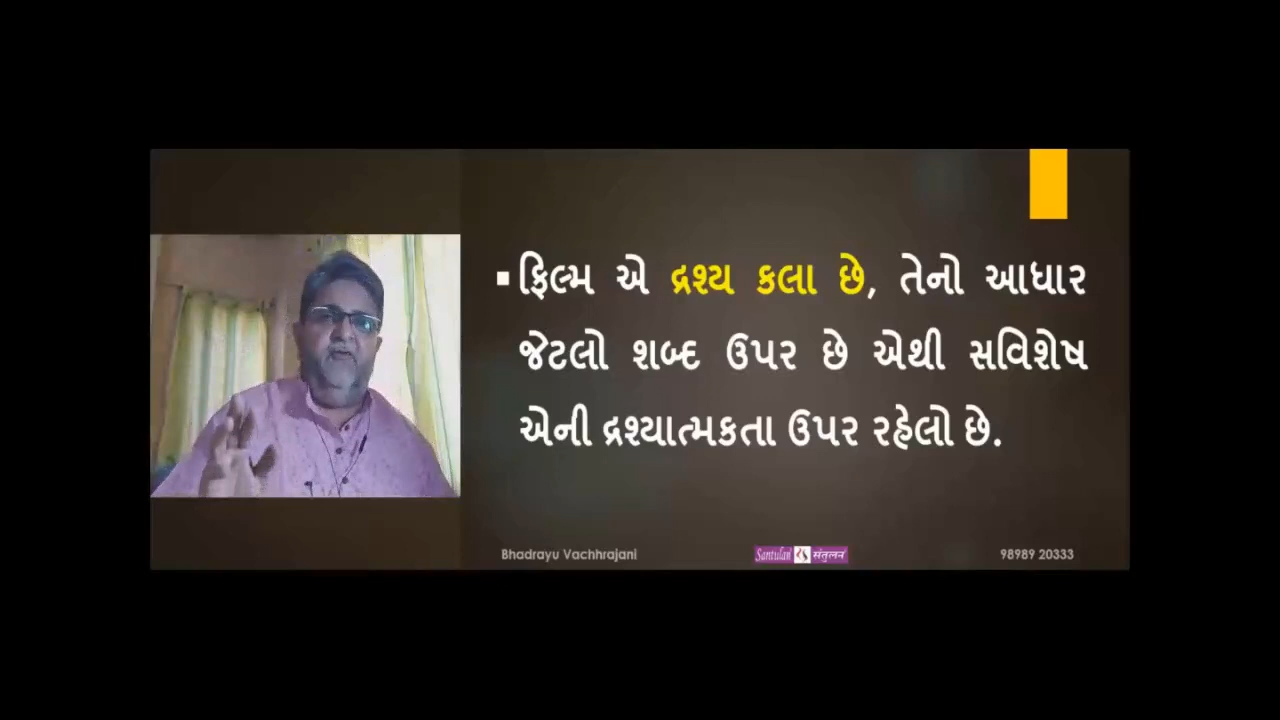 ▪ ફિલ્મ એ દ્રશ્ય કલા છે, તેનો આધાર
જેટલો શબ્દ ઉપર છે એથી સવિશેષ
એની દ્રશ્યાત્મકતા ઉપર રહેલો છે.
Bhadrayu Vachhrajani Santulan संतुलन 98989 20333